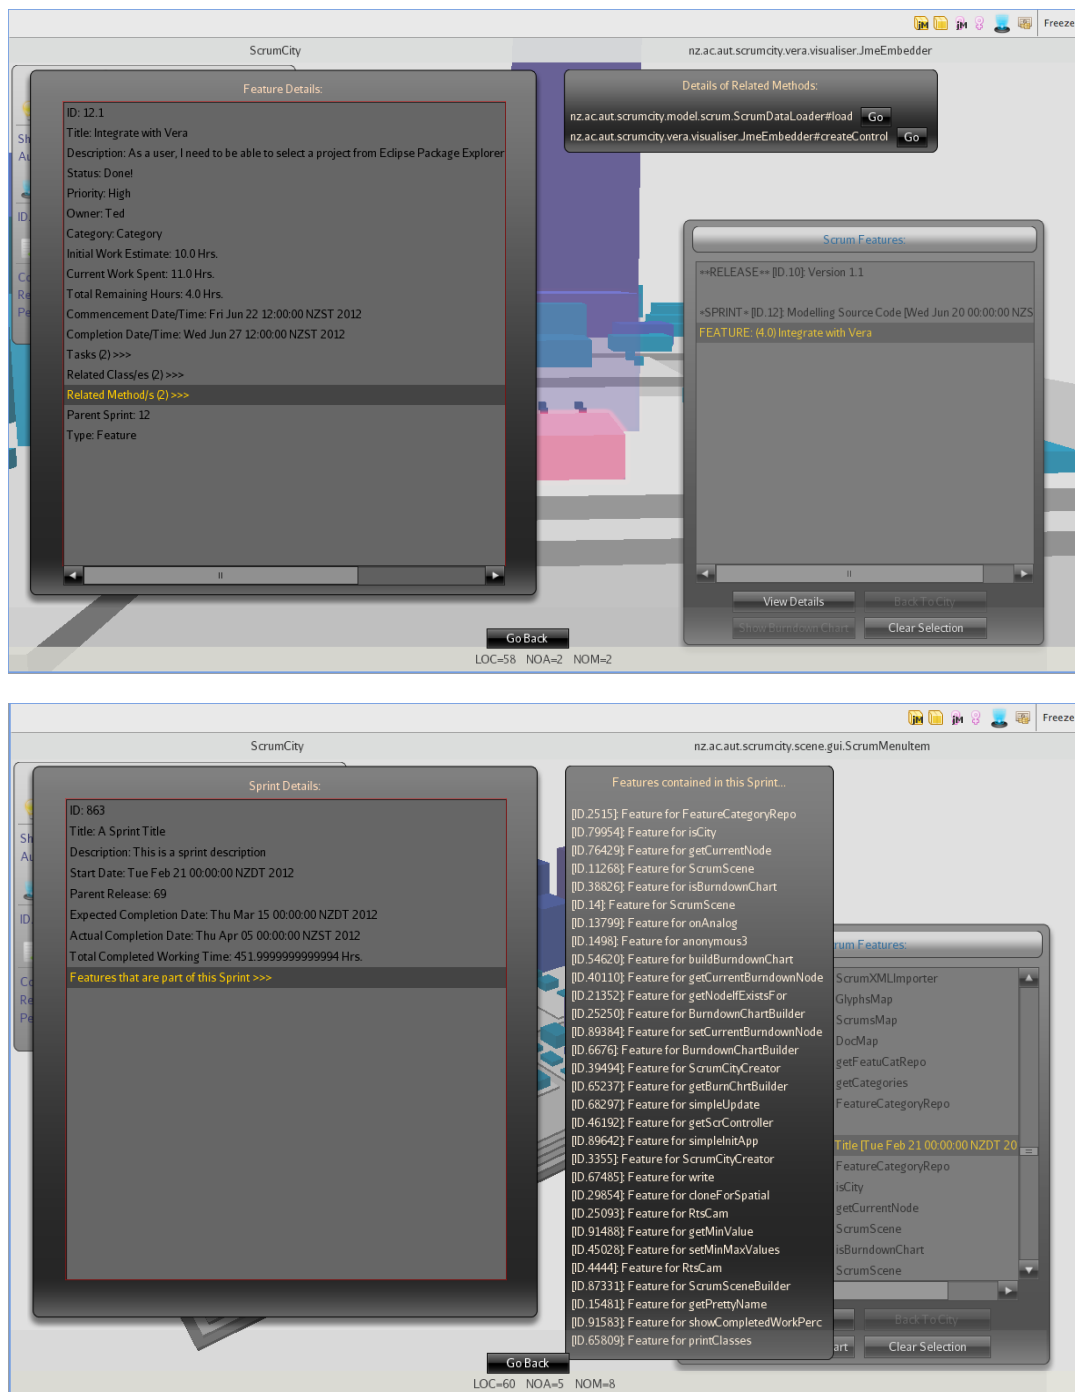 Freeze
ScrumCity
nz.ac.aut.scrumcity.vera.visualiser.JmeEmbedder
Feature Details:
ID: 12.1
Title: Integrate with Vera
Description: As a user, I need to be able to select a project from Eclipse Package Explorer
Status: Done!
Priority: High
Owner: Ted
Category: Category
Initial Work Estimate: 10.0 Hrs.
Current Work Spent: 11.0 Hrs.
Total Remaining Hours: 4.0 Hrs.
Commencement Date/Time: Fri Jun 22 12:00:00 NZST 2012
Completion Date/Time: Wed Jun 27 12:00:00 NZST 2012
Tasks (2) >>>
Related Class/es (2) >>>
Related Method/s (2) >>>
Parent Sprint: 12
Type: Feature
Sh
Au
ID.
Co
Re
Pe
Details of Related Methods:
nz.ac.aut.scrumcity.model.scrum.ScrumDataLoader#load Go
nz.ac.aut.scrumcity.vera.visualiser.JmeEmbedder#createControl Go
Scrum Features:
**RELEASE** [ID.10]: Version 1.1
*SPRINT* [ID.12]: Modelling Source Code [Wed Jun 20 00:00:00 NZS
FEATURE: (4.0) Integrate with Vera
View Details Back To City
Show Burndown Chart Clear Selection
Go Back
LOC=58 NOA=2 NOM=2
Freeze
ScrumCity
nz.ac.aut.scrumcity.scene.gui.ScrumMenuItem
Sprint Details:
ID: 863
Title: A Sprint Title
Description: This is a sprint description
Start Date: Tue Feb 21 00:00:00 NZDT 2012
Parent Release: 69
Expected Completion Date: Thu Mar 15 00:00:00 NZDT 2012
Actual Completion Date: Thu Apr 05 00:00:00 NZST 2012
Total Completed Working Time: 451.9999999999994 Hrs.
Features that are part of this Sprint >>>
Sh
Au
ID
Co
Re
Pe
Features contained in this Sprint...
[ID.2515]: Feature for FeatureCategoryRepo
[ID.79954]: Feature for isCity
[ID.76429]: Feature for getCurrentNode
[ID.11268]: Feature for ScrumScene
[ID.38826]: Feature for isBurndownChart
[ID.14]: Feature for ScrumScene
[ID.13799]: Feature for onAnalog
[ID.1498]: Feature for anonymous3
[ID.54620]: Feature for buildBurndownChart
[ID.40110]: Feature for getCurrentBurndownNode
[ID.21352]: Feature for getNodeIfExistsFor
[ID.25250]: Feature for BurndownChartBuilder
[ID.89384]: Feature for setCurrentBurndownNode
[ID.6676]: Feature for BurndownChartBuilder
[ID.39494]: Feature for ScrumCityCreator
[ID.65237]: Feature for getBurnChrtBuilder
[ID.68297]: Feature for simpleUpdate
[ID.46192]: Feature for getScrController
[ID.89642]: Feature for simpleInitApp
[ID.3355]: Feature for ScrumCityCreator
[ID.67485]: Feature for write
[ID.29854]: Feature for cloneForSpatial
[ID.25093]: Feature for RtsCam
[ID.91488]: Feature for getMinValue
[ID.45028]: Feature for setMinMaxValues
[ID.4444]: Feature for RtsCam
[ID.87331]: Feature for ScrumSceneBuilder
[ID.15481]: Feature for getPrettyName
[ID.91583]: Feature for showCompletedWorkPerc
[ID.65809]: Feature for printClasses
rum Features:
ScrumXMLImporter
GlyphsMap
ScrumsMap
DocMap
getFeatuCatRepo
getCategories
FeatureCategoryRepo
Title [Tue Feb 21 00:00:00 NZDT 20
FeatureCategoryRepo
isCity
getCurrentNode
ScrumScene
isBurndownChart
ScrumScene
Back To City
art Clear Selection
Go Back
LOC=60 NOA=5 NOM=8